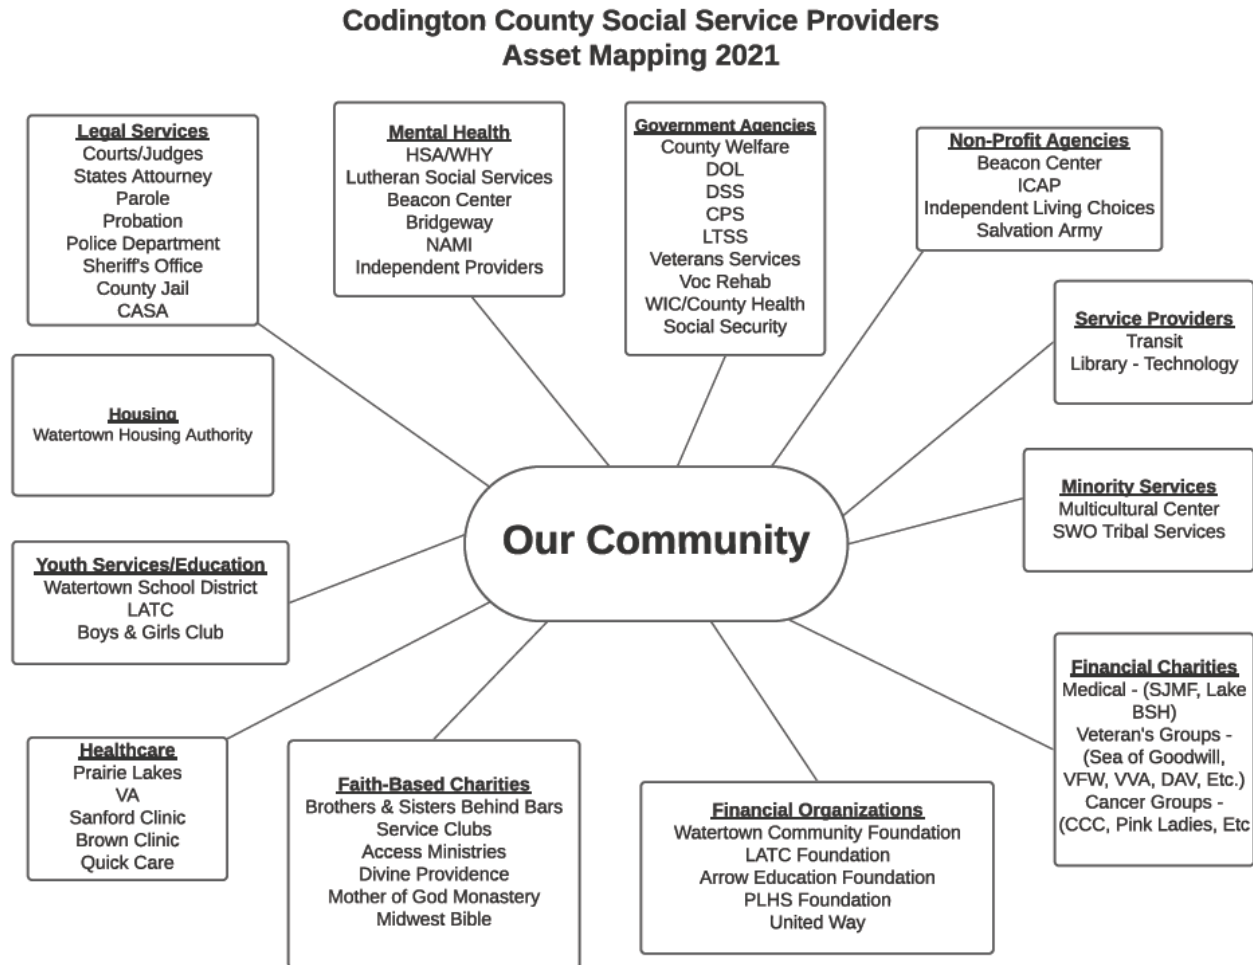 Codington County Social Service Providers
Asset Mapping 2021
Legal Services
Courts/Judges
States Attourney
Parole
Probation
Police Department
Sheriff's Office
County Jail
CASA
Mental Health
HSA/WHY
Lutheran Social Services
Beacon Center
Bridgeway
NAMI
Independent Providers
Government Agencies
County Welfare
DOL
DSS
CPS
LTSS
Veterans Services
Voc Rehab
WIC/County Health
Social Security
Non-Profit Agencies
Beacon Center
ICAP
Independent Living Choices
Salvation Army
Service Providers
Transit
Library - Technology
Housing
Watertown Housing Authority
Minority Services
Multicultural Center
SWO Tribal Services
Our Community
Youth Services/Education
Watertown School District
LATC
Boys & Girls Club
Financial Charities
Medical - (SJMF, Lake
BSH)
Veteran's Groups -
(Sea of Goodwill,
VFW, VVA, DAV, Etc.)
Cancer Groups -
(CCC, Pink Ladies, Etc
Healthcare
Prairie Lakes
VA
Sanford Clinic
Brown Clinic
Quick Care
Faith-Based Charities
Brothers & Sisters Behind Bars
Service Clubs
Access Ministries
Divine Providence
Mother of God Monastery
Midwest Bible
Financial Organizations
Watertown Community Foundation
LATC Foundation
Arrow Education Foundation
PLHS Foundation
United Way